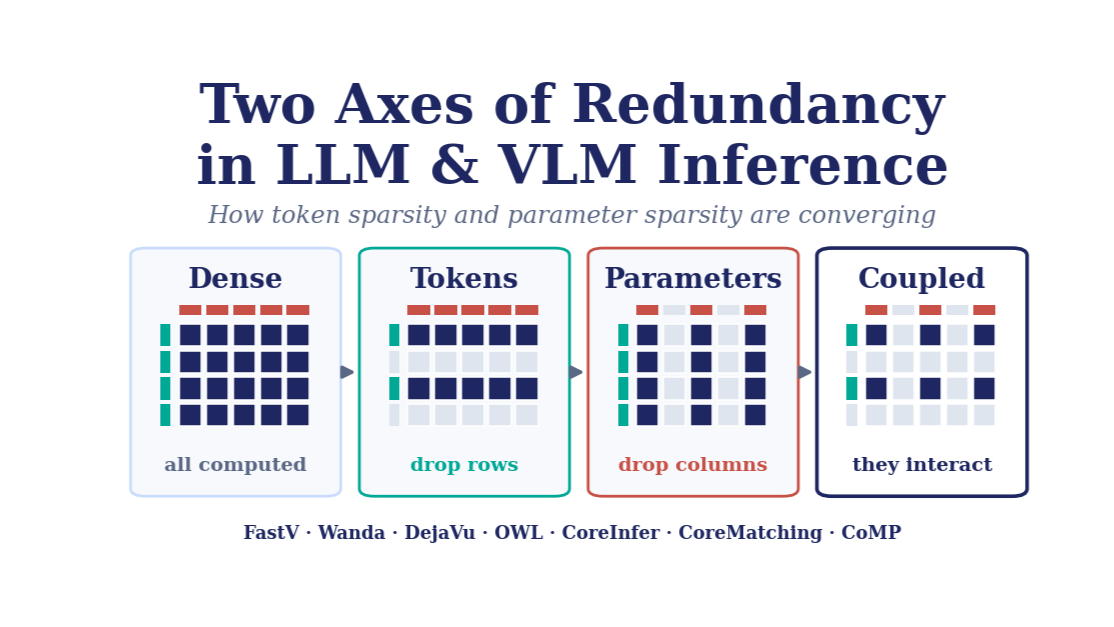 Two Axes of Redundancy
in LLM & VLM Inference
How token sparsity and parameter sparsity are converging
Dense
all computed
Tokens
drop rows
Parameters
drop columns
Coupled
they interact
FastV · Wanda · DejaVu · OWL · CoreInfer · CoreMatching · CoMP